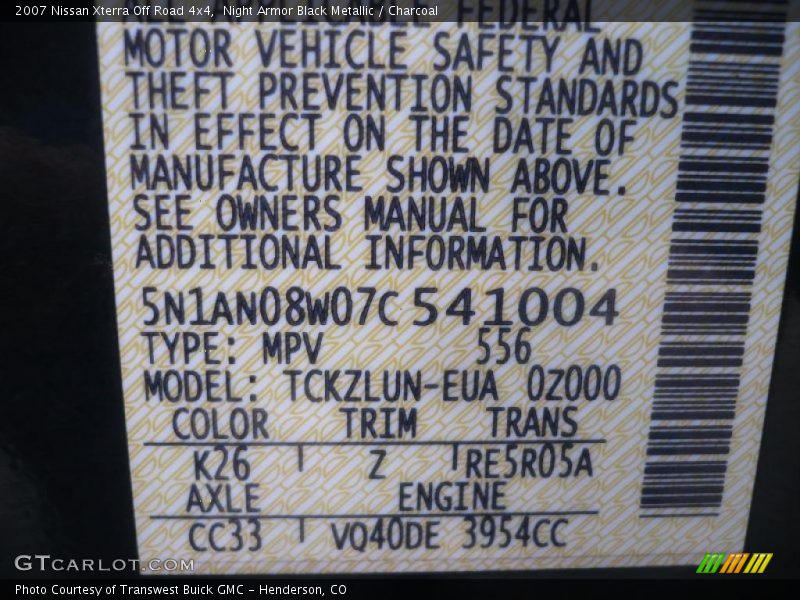 2007 Nissan Xterra Off Road 4x4, Night Armor Black Metallic / Charcoal
FEDERAL
MOTOR VEHICLE SAFETY AND
THEFT PREVENTION STANDARDS
IN EFFECT ON THE DATE OF
MANUFACTURE SHOWN ABOVE.
SEE OWNERS MANUAL FOR
ADDITIONAL INFORMATION.
5N1AN08W07C541004
TYPE: MPV 556
MODEL: TCKZLUN-EUA 0Z000
COLOR TRIM TRANS
K26 Z RE5R05A
AXLE ENGINE
CC33 VQ40DE 3954CC
GTCARLOT.COM
Photo Courtesy of Transwest Buick GMC - Henderson, CO